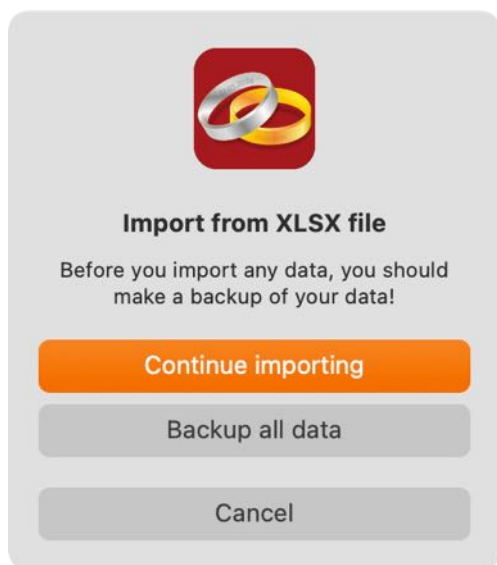 Import from XLSX file
Before you import any data, you should
make a backup of your data!
Continue importing
Backup all data
Cancel